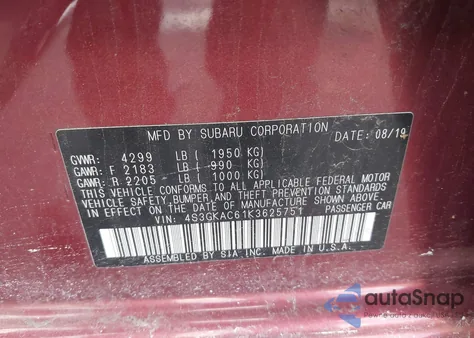 MFD BY SUBARU CORPORATION DATE: 08/19
GVWR: 4299 LB ( 1950 KG)
GAWR: F 2183 LB ( 990 KG)
GAWR: R 2205 LB ( 1000 KG)
THIS VEHICLE CONFORMS TO ALL APPLICABLE FEDERAL MOTOR
VEHICLE SAFETY, BUMPER, AND THEFT PREVENTION STANDARDS
IN EFFECT ON THE DATE OF MANUFACTURE SHOWN ABOVE.
VIN: 4S3GKAC61K3625751 PASSENGER CAR
ASSEMBLED BY SIA INC. MADE IN U.S.A.
autoSnap